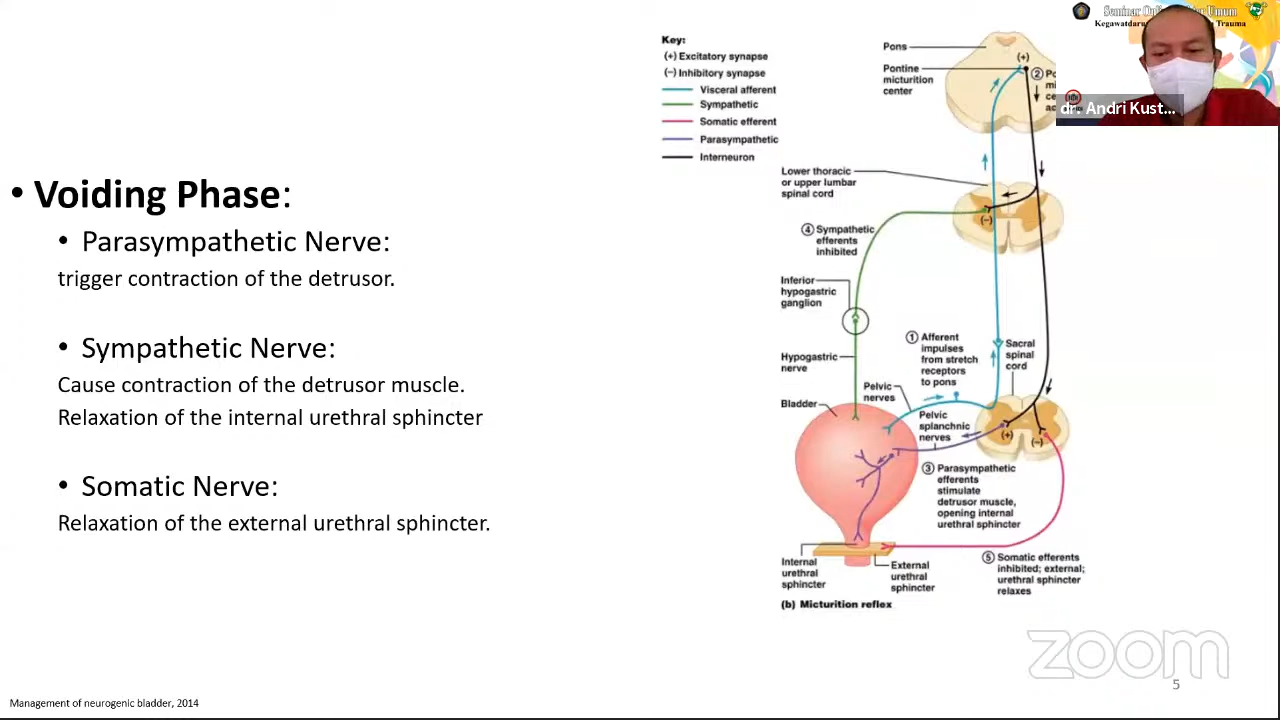 • Voiding Phase:
• Parasympathetic Nerve:
trigger contraction of the detrusor.
• Sympathetic Nerve:
Cause contraction of the detrusor muscle.
Relaxation of the internal urethral sphincter
• Somatic Nerve:
Relaxation of the external urethral sphincter.
Management of neurogenic bladder, 2014
Key:
(+) Excitatory synapse
(–) Inhibitory synapse
Visceral afferent
Sympathetic
Somatic efferent
Parasympathetic
Interneuron
Pons
Pontine
micturition
center
(+)
②
Lower thoracic
or upper lumbar
spinal cord
(–)
④ Sympathetic
efferents
inhibited
Inferior
hypogastric
ganglion
① Afferent
impulses
from stretch
receptors
to pons
Sacral
spinal
cord
Hypogastric
nerve
Pelvic
nerves
Bladder
Pelvic
splanchnic
nerves
(+)
(–)
③ Parasympathetic
efferents
stimulate
detrusor muscle,
opening internal
urethral sphincter
Internal
urethral
sphincter
External
urethral
sphincter
⑤ Somatic efferents
inhibited; external;
urethral sphincter
relaxes
(b) Micturition reflex
Seminar Umum
Trauma
dr. Andri Kust...
zoom
5